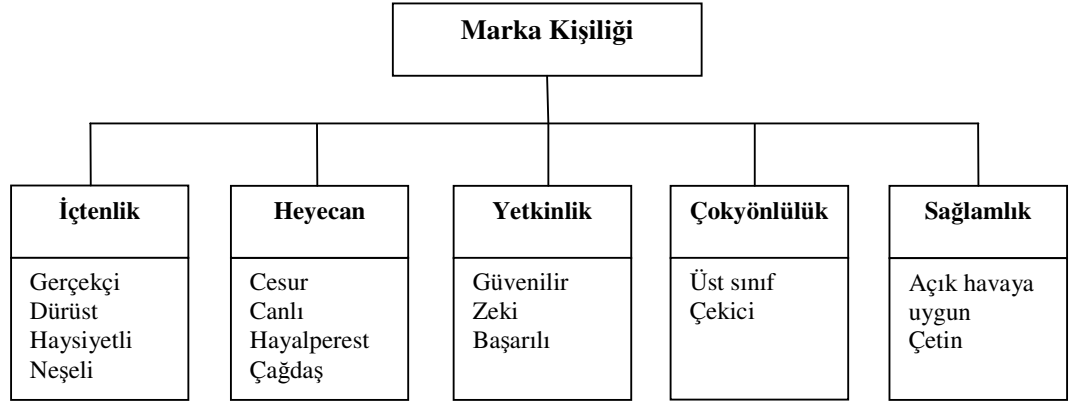 Marka Kişiliği
İçtenlik
Gerçekçi
Dürüst
Haysiyetli
Neşeli
Heyecan
Cesur
Canlı
Hayalperest
Çağdaş
Yetkinlik
Güvenilir
Zeki
Başarılı
Çokyönlülük
Üst sınıf
Çekici
Sağlamlık
Açık havaya
uygun
Çetin